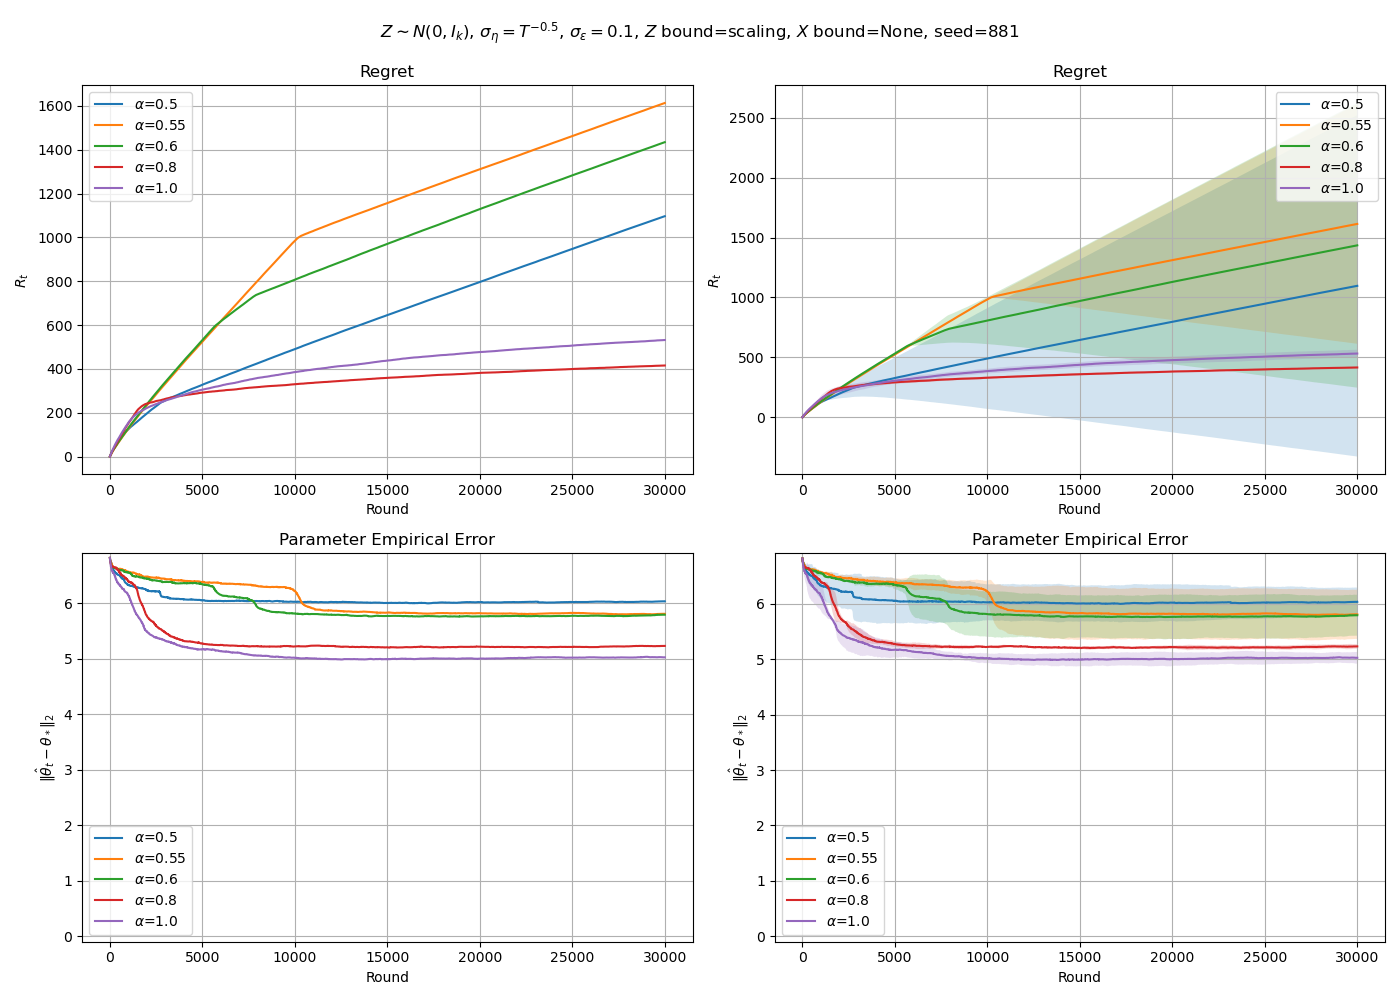 Z ∼ N(0, I_k), σ_η = T^{−0.5}, σ_ε = 0.1, Z bound=scaling, X bound=None, seed=881
Regret
R_t
1600
1400
1200
1000
800
600
400
200
0
α=0.5
α=0.55
α=0.6
α=0.8
α=1.0
0 5000 10000 15000 20000 25000 30000
Round
Regret
R_t
2500
2000
1500
1000
500
0
α=0.5
α=0.55
α=0.6
α=0.8
α=1.0
0 5000 10000 15000 20000 25000 30000
Round
Parameter Empirical Error
‖θ̂_t − θ_*‖_2
6
5
4
3
2
1
0
α=0.5
α=0.55
α=0.6
α=0.8
α=1.0
0 5000 10000 15000 20000 25000 30000
Round
Parameter Empirical Error
‖θ̂_t − θ_*‖_2
6
5
4
3
2
1
0
α=0.5
α=0.55
α=0.6
α=0.8
α=1.0
0 5000 10000 15000 20000 25000 30000
Round